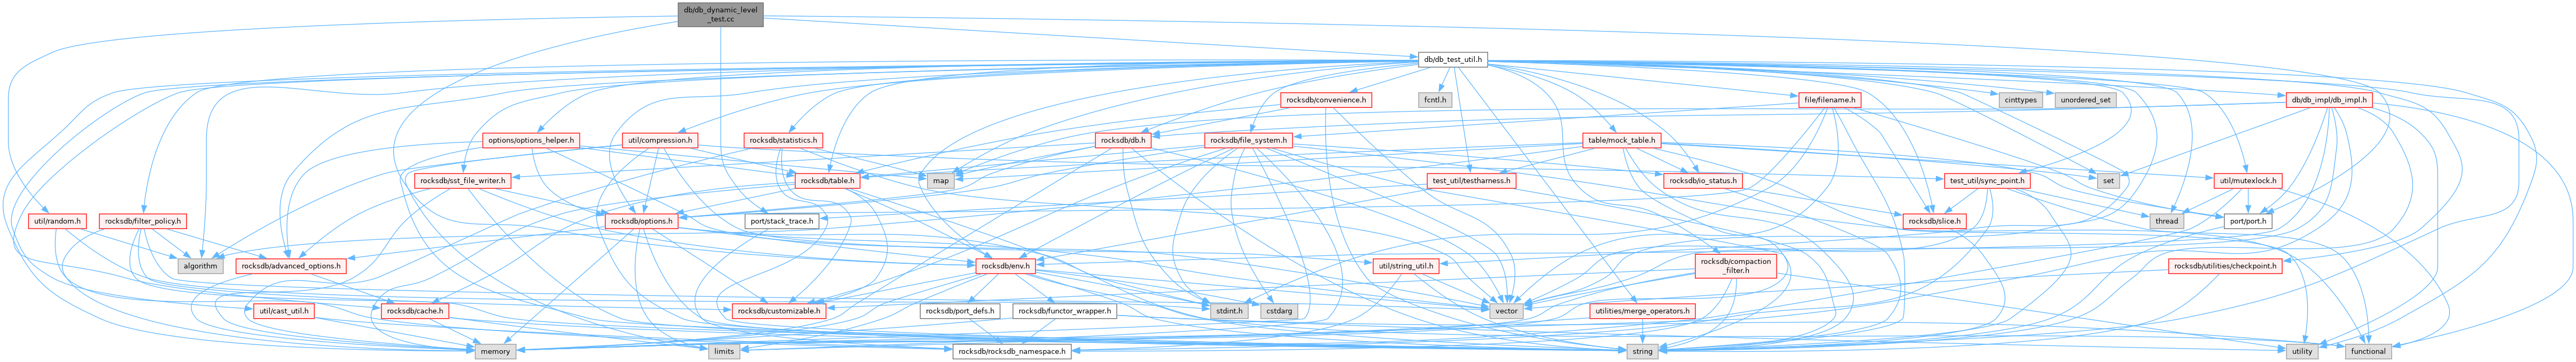 db/db_dynamic_level
_test.cc
db/db_test_util.h
rocksdb/convenience.h
fcntl.h
file/filename.h
cinttypes
unordered_set
db/db_impl/db_impl.h
options/options_helper.h
util/compression.h
rocksdb/statistics.h
rocksdb/db.h
rocksdb/file_system.h
table/mock_table.h
rocksdb/sst_file_writer.h
rocksdb/table.h
map
test_util/testharness.h
rocksdb/io_status.h
test_util/sync_point.h
set
util/mutexlock.h
util/random.h
rocksdb/filter_policy.h
rocksdb/options.h
port/stack_trace.h
rocksdb/slice.h
thread
port/port.h
algorithm
rocksdb/advanced_options.h
rocksdb/env.h
util/string_util.h
rocksdb/compaction
_filter.h
rocksdb/utilities/checkpoint.h
util/cast_util.h
rocksdb/cache.h
rocksdb/customizable.h
rocksdb/port_defs.h
rocksdb/functor_wrapper.h
stdint.h
cstdarg
vector
utilities/merge_operators.h
memory
limits
rocksdb/rocksdb_namespace.h
string
utility
functional